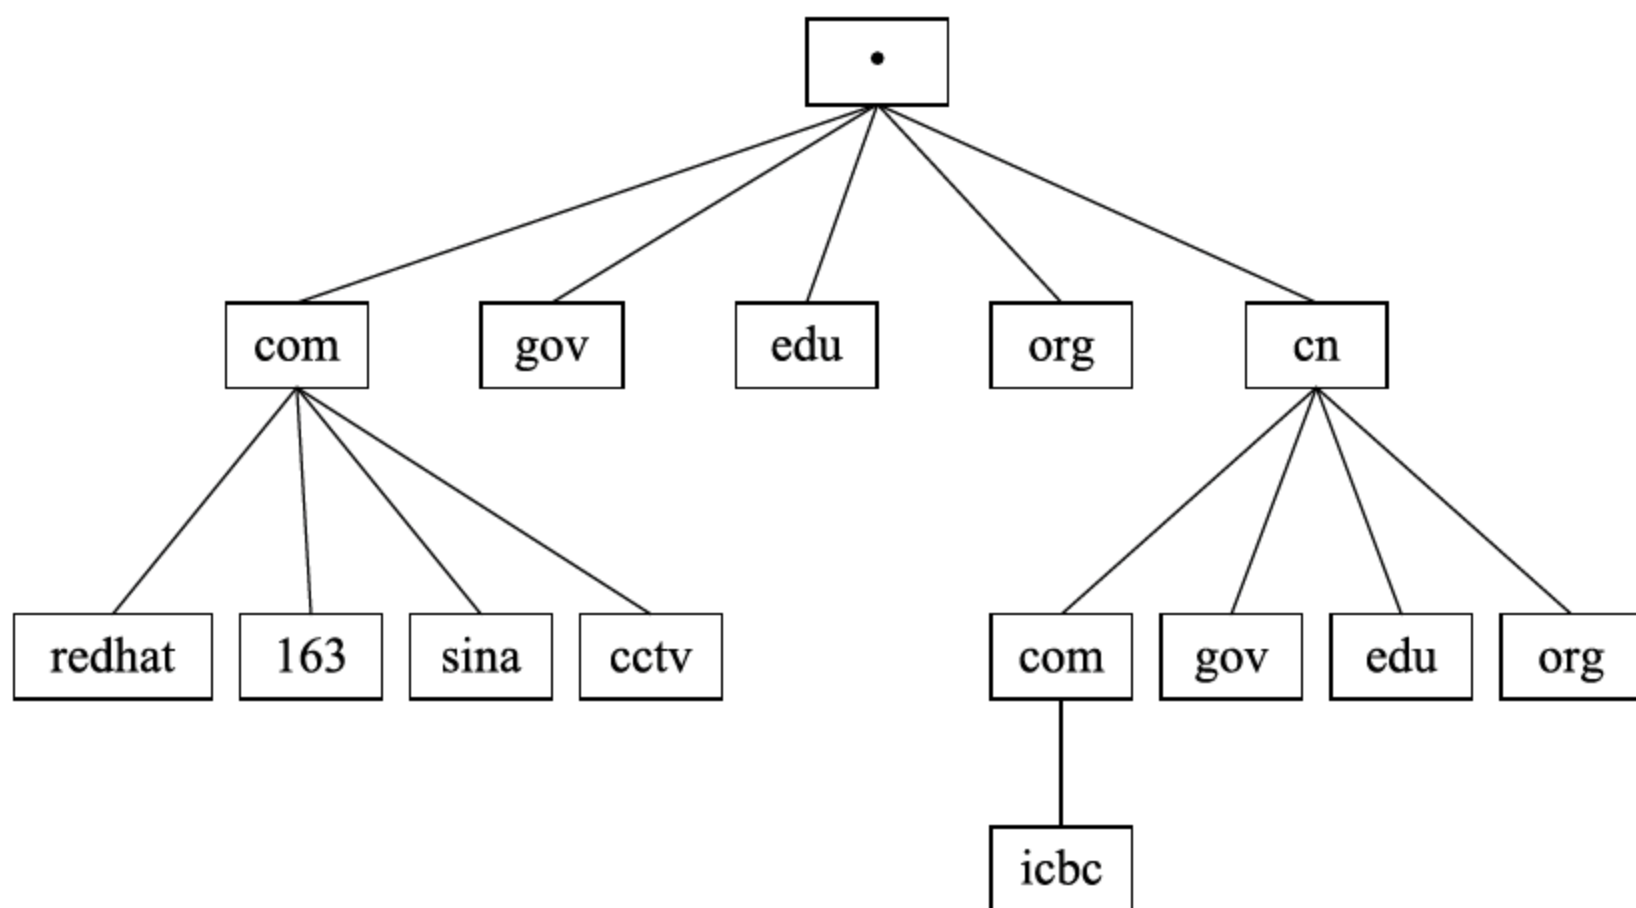 •
com gov edu org cn
redhat 163 sina cctv com gov edu org
icbc